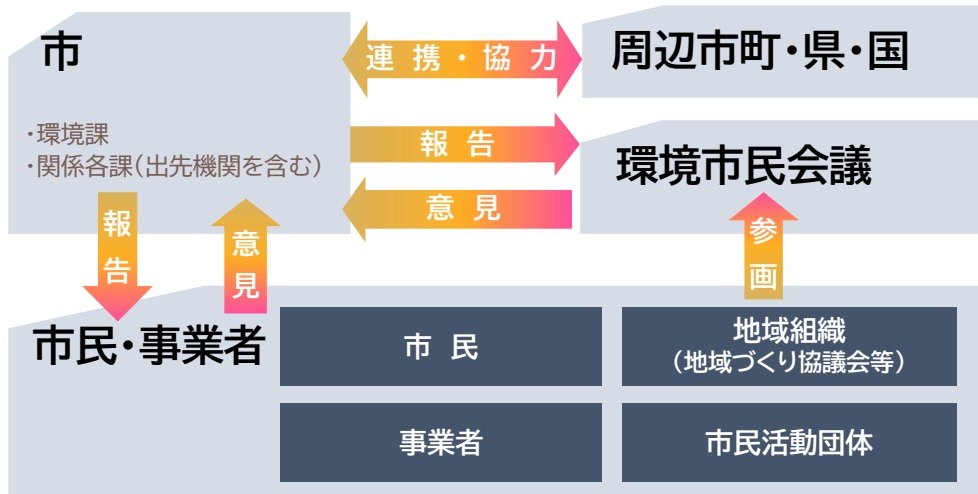 市
・環境課
・関係各課(出先機関を含む)
連携・協力
周辺市町・県・国
報告
意見
環境市民会議
報告
意見
参画
市民・事業者
市民
地域組織
(地域づくり協議会等)
事業者
市民活動団体